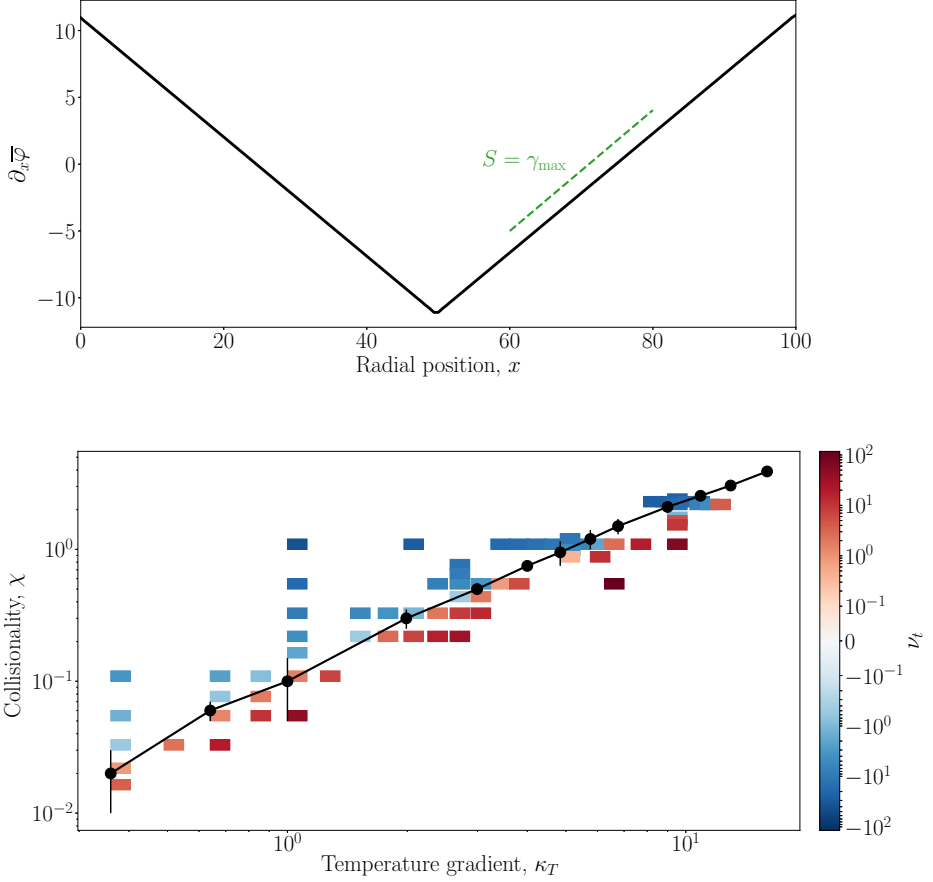 10
5
0
−5
−10
∂ₓφ̅
S = γ_max
0 20 40 60 80 100
Radial position, x
10⁰
10⁻¹
10⁻²
Collisionality, χ
10⁰ 10¹
Temperature gradient, κ_T
10²
10¹
10⁰
10⁻¹
0
−10⁻¹
−10⁰
−10¹
−10²
ν_t